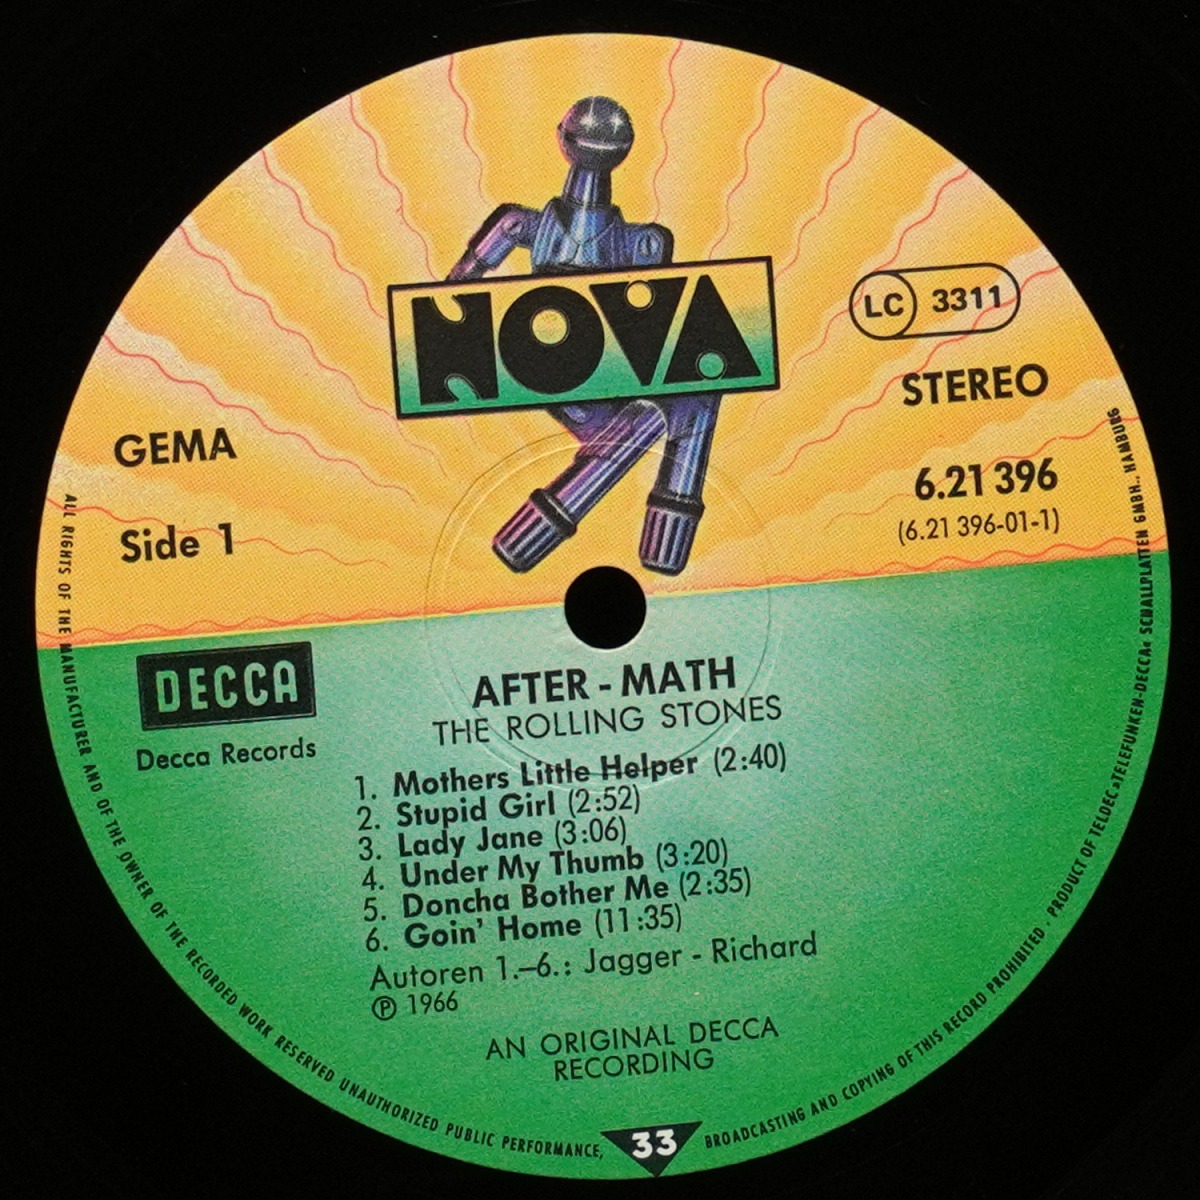 NOVA
LC 3311
STEREO
GEMA
6.21 396
(6.21 396-01-1)
Side 1
DECCA
Decca Records
AFTER - MATH
THE ROLLING STONES
1. Mothers Little Helper (2:40)
2. Stupid Girl (2:52)
3. Lady Jane (3:06)
4. Under My Thumb (3:20)
5. Doncha Bother Me (2:35)
6. Goin' Home (11:35)
Autoren 1.–6.: Jagger - Richard
℗ 1966
AN ORIGINAL DECCA
RECORDING
33
ALL RIGHTS OF THE MANUFACTURER AND OF THE OWNER OF THE RECORDED WORK RESERVED UNAUTHORIZED PUBLIC PERFORMANCE, BROADCASTING AND COPYING OF THIS RECORD PROHIBITED · PRODUCT OF TELDEC »TELEFUNKEN-DECCA« SCHALLPLATTEN GMBH., HAMBURG